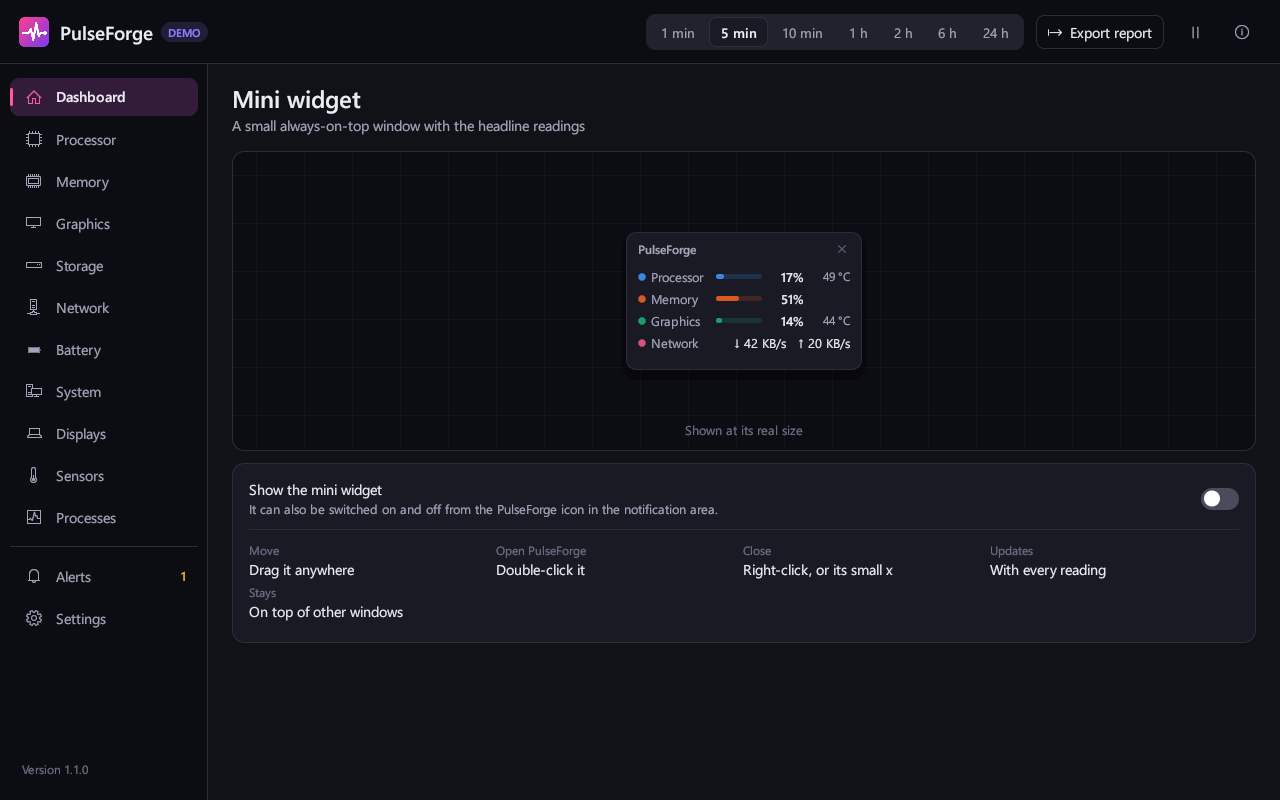 PulseForge DEMO
1 min 5 min 10 min 1 h 2 h 6 h 24 h Export report
Dashboard
Processor
Memory
Graphics
Storage
Network
Battery
System
Displays
Sensors
Processes
Alerts 1
Settings
Version 1.1.0
Mini widget
A small always-on-top window with the headline readings
PulseForge
Processor 17% 49 °C
Memory 51%
Graphics 14% 44 °C
Network ↓ 42 KB/s ↑ 20 KB/s
Shown at its real size
Show the mini widget
It can also be switched on and off from the PulseForge icon in the notification area.
Move Open PulseForge Close Updates
Drag it anywhere Double-click it Right-click, or its small x With every reading
Stays
On top of other windows